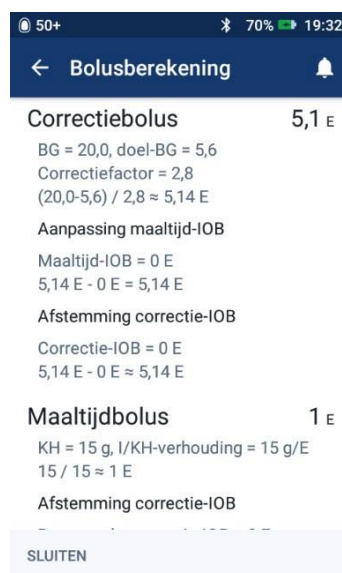 50+ 70% 19:32
Bolusberekening
Correctiebolus 5,1 E
BG = 20,0, doel-BG = 5,6
Correctiefactor = 2,8
(20,0-5,6) / 2,8 ≈ 5,14 E
Aanpassing maaltijd-IOB
Maaltijd-IOB = 0 E
5,14 E - 0 E = 5,14 E
Afstemming correctie-IOB
Correctie-IOB = 0 E
5,14 E - 0 E ≈ 5,14 E
Maaltijdbolus 1 E
KH = 15 g, I/KH-verhouding = 15 g/E
15 / 15 ≈ 1 E
Afstemming correctie-IOB
SLUITEN